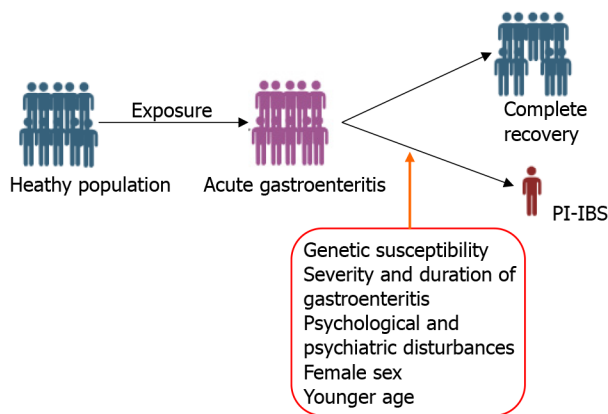 Exposure
Heathy population
Acute gastroenteritis
Complete
recovery
PI-IBS
Genetic susceptibility
Severity and duration of
gastroenteritis
Psychological and
psychiatric disturbances
Female sex
Younger age